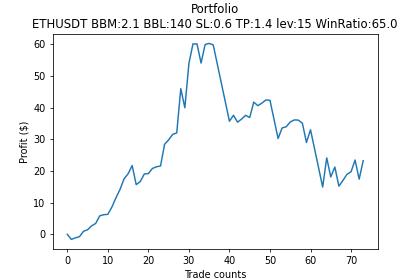 Portfolio
ETHUSDT BBM:2.1 BBL:140 SL:0.6 TP:1.4 lev:15 WinRatio:65.0
Profit ($)
60
50
40
30
20
10
0
0 10 20 30 40 50 60 70
Trade counts